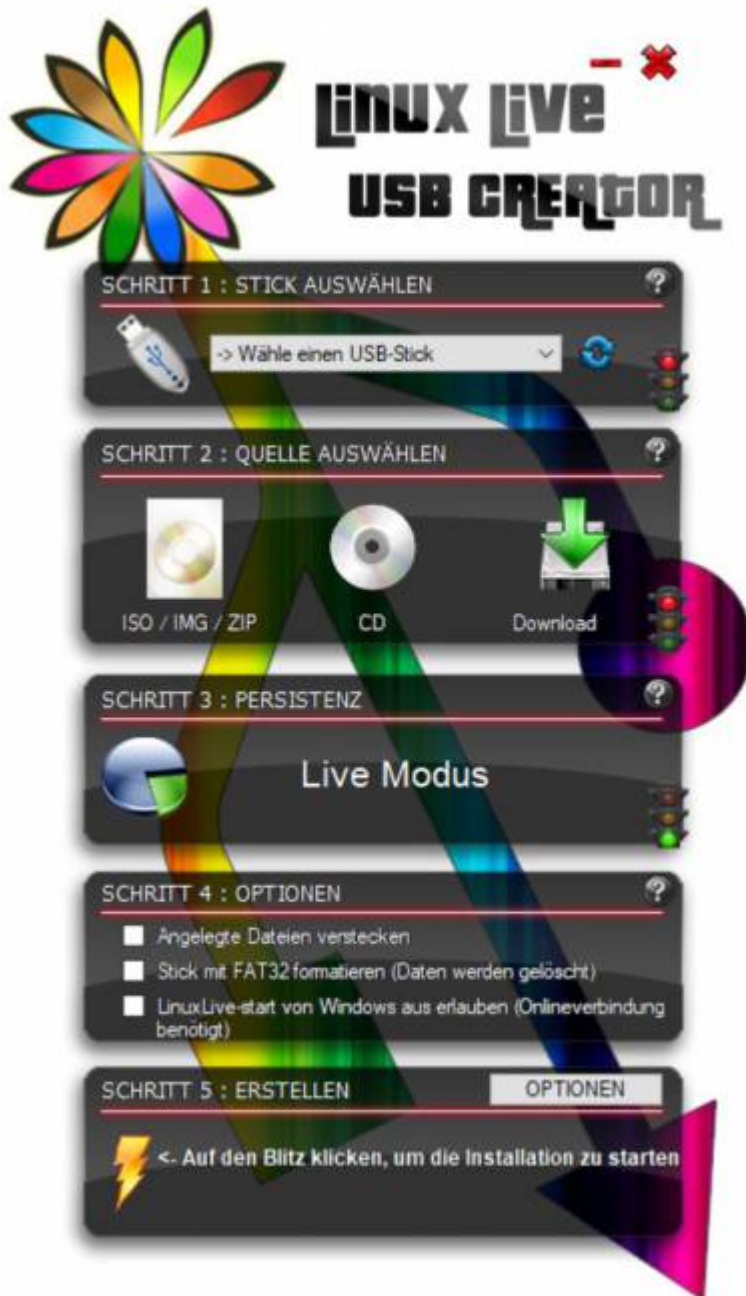 Linux Live
USB CREATOR
SCHRITT 1 : STICK AUSWÄHLEN
?
-> Wähle einen USB-Stick
SCHRITT 2 : QUELLE AUSWÄHLEN
?
ISO / IMG / ZIP
CD
Download
SCHRITT 3 : PERSISTENZ
?
Live Modus
SCHRITT 4 : OPTIONEN
?
Angelegte Dateien verstecken
Stick mit FAT32 formatieren (Daten werden gelöscht)
LinuxLive-start von Windows aus erlauben (Onlineverbindung
benötigt)
SCHRITT 5 : ERSTELLEN
OPTIONEN
<- Auf den Blitz klicken, um die Installation zu starten